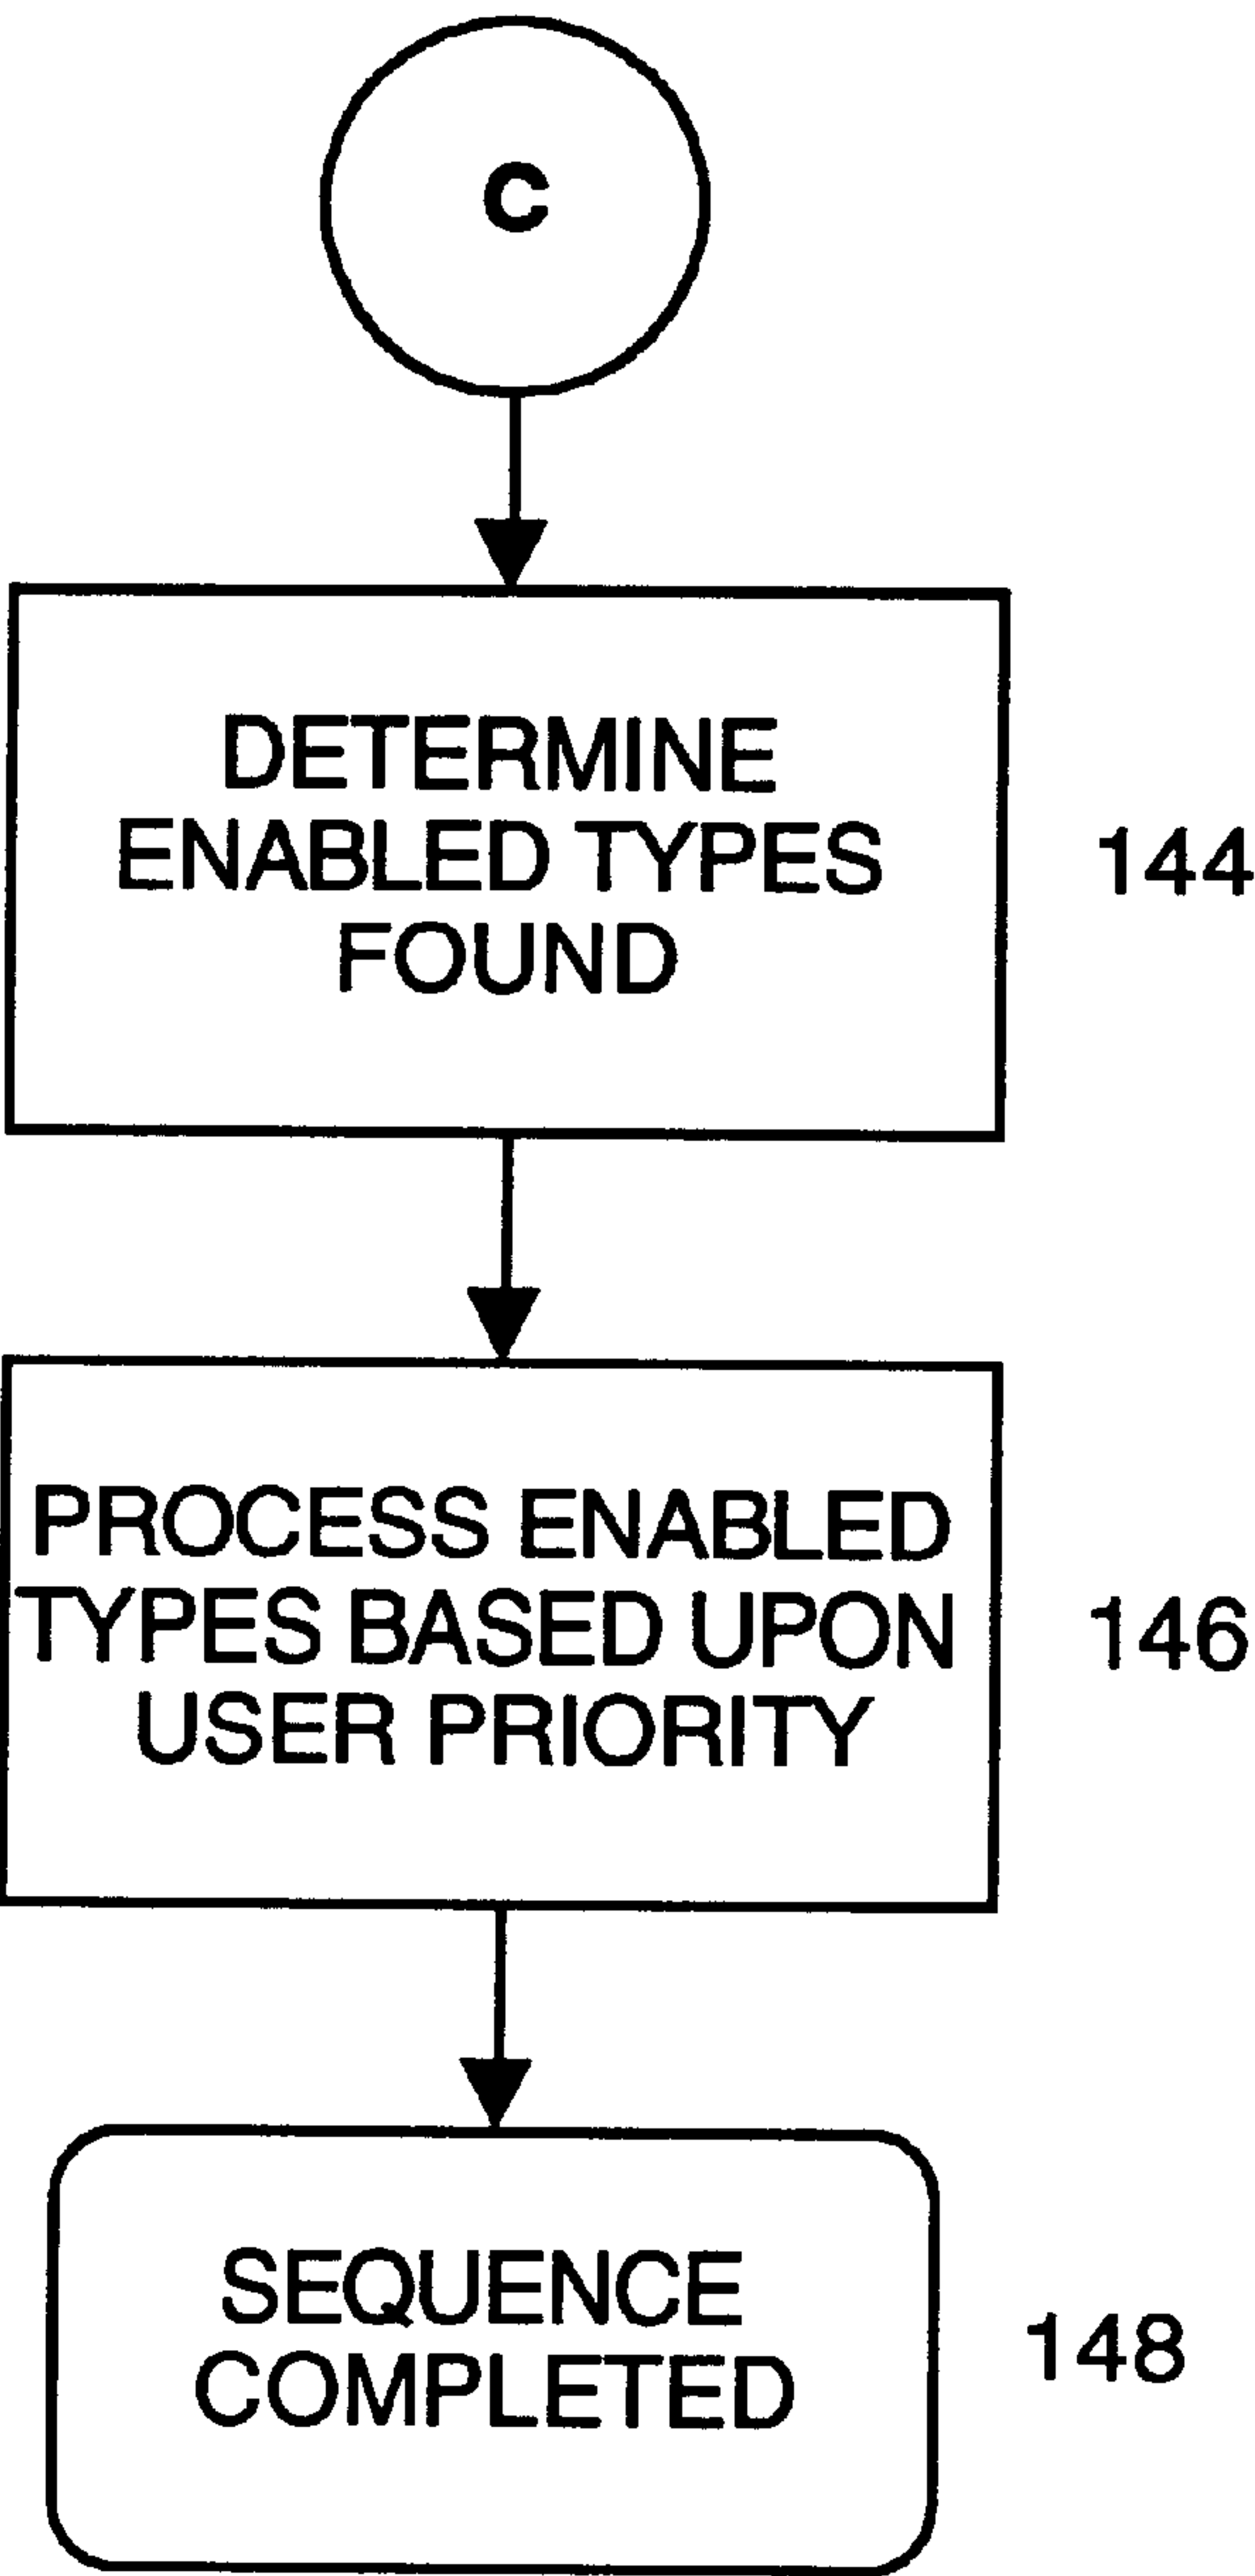 C
DETERMINE
ENABLED TYPES
FOUND
144
PROCESS ENABLED
TYPES BASED UPON
USER PRIORITY
146
SEQUENCE
COMPLETED
148